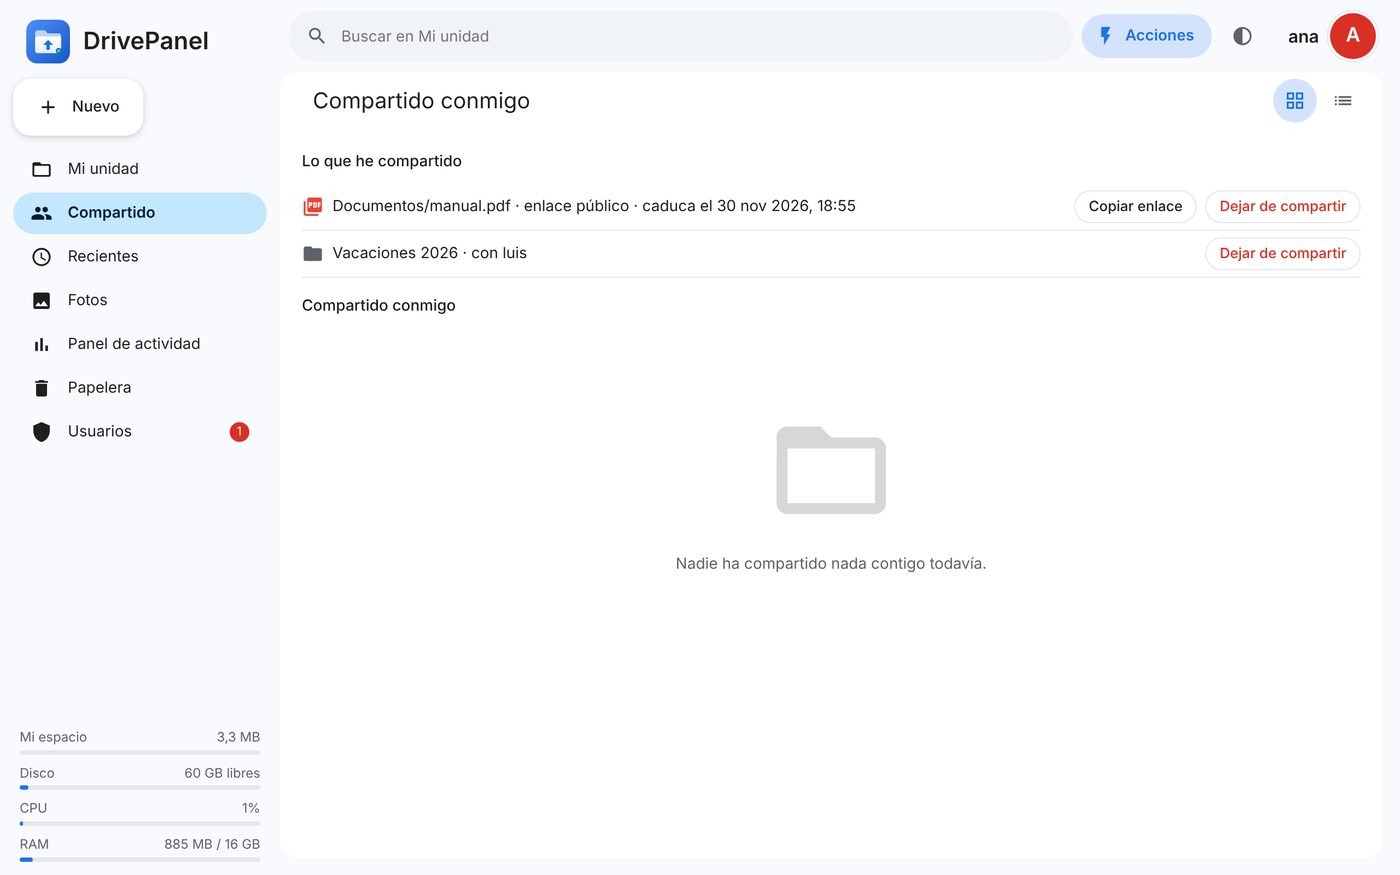 DrivePanel
Buscar en Mi unidad
Acciones
ana
A
Nuevo
Mi unidad
Compartido
Recientes
Fotos
Panel de actividad
Papelera
Usuarios
1
Compartido conmigo
Lo que he compartido
PDF
Documentos/manual.pdf · enlace público · caduca el 30 nov 2026, 18:55
Copiar enlace
Dejar de compartir
Vacaciones 2026 · con luis
Dejar de compartir
Compartido conmigo
Nadie ha compartido nada contigo todavía.
Mi espacio 3,3 MB
Disco 60 GB libres
CPU 1%
RAM 885 MB / 16 GB